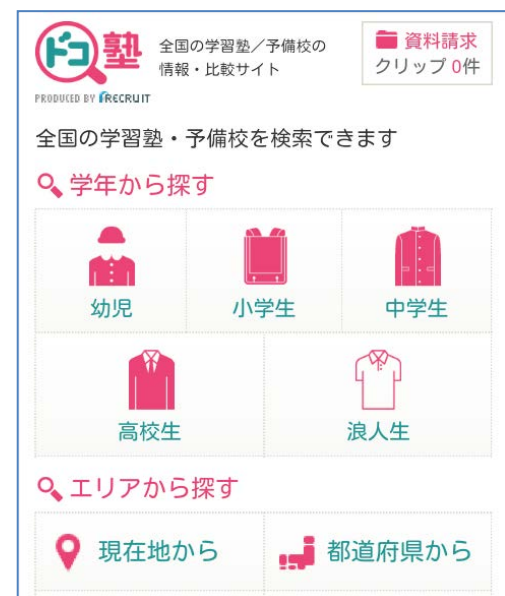 ドコ塾
全国の学習塾／予備校の
情報・比較サイト
資料請求
クリップ 0件
PRODUCED BY RECRUIT
全国の学習塾・予備校を検索できます
学年から探す
幼児
小学生
中学生
高校生
浪人生
エリアから探す
現在地から
都道府県から